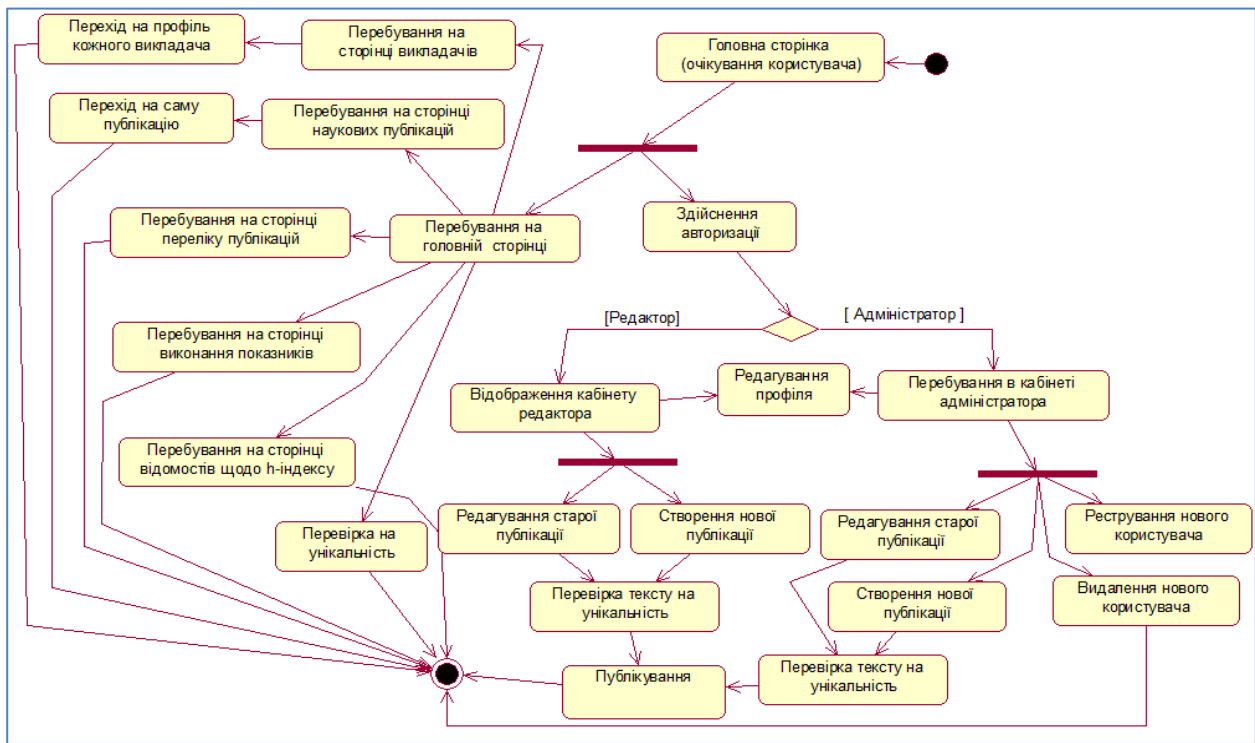 Перехід на профіль
кожного викладача
Перебування на
сторінці викладачів
Головна сторінка
(очікування користувача)
Перехід на саму
публікацію
Перебування на сторінці
наукових публікацій
Перебування на сторінці
переліку публікацій
Перебування на
головній сторінці
Здійснення
авторизації
[Редактор]
[ Адміністратор ]
Перебування на сторінці
виконання показників
Відображення кабінету
редактора
Редагування
профіля
Перебування в кабінеті
адміністратора
Перебування на сторінці
відомостів щодо h-індексу
Перевірка на
унікальність
Редагування старої
публікації
Створення нової
публікації
Редагування старої
публікації
Рестрування нового
користувача
Перевірка тексту на
унікальність
Створення нової
публікації
Видалення нового
користувача
Публікування
Перевірка тексту на
унікальність